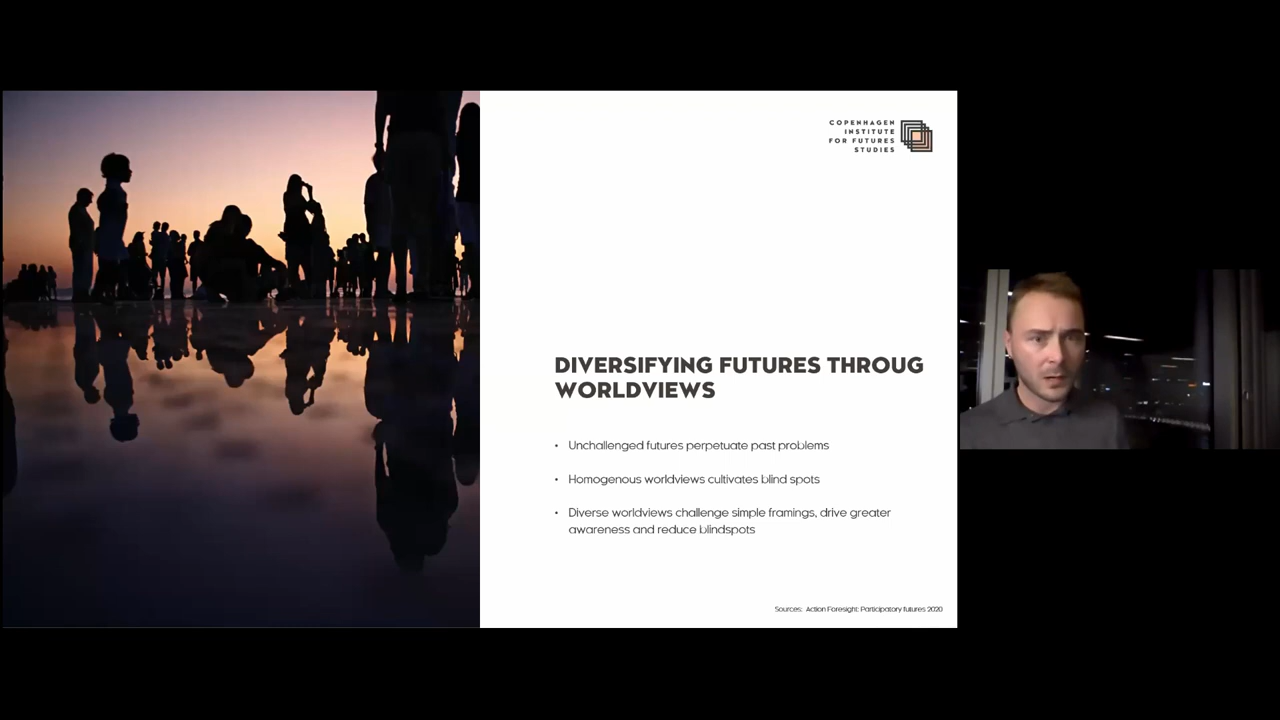 COPENHAGEN
INSTITUTE
FOR FUTURES
STUDIES
DIVERSIFYING FUTURES THROUG
WORLDVIEWS
• Unchallenged futures perpetuate past problems
• Homogenous worldviews cultivates blind spots
• Diverse worldviews challenge simple framings, drive greater
awareness and reduce blindspots
Sources: Action Foresight: Participatory futures 2020